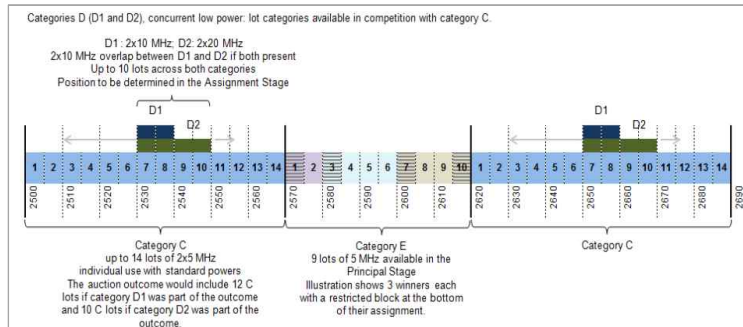 Categories D (D1 and D2), concurrent low power: lot categories available in competition with category C.
D1 : 2x10 MHz; D2: 2x20 MHz
2x10 MHz overlap between D1 and D2 if both present
Up to 10 lots across both categories
Position to be determined in the Assignment Stage
D1 D1
D2 D2
1 2 3 4 5 6 7 8 9 10 11 12 13 14 1 2 3 4 5 6 7 8 9 10 1 2 3 4 5 6 7 8 9 10 11 12 13 14
2500 2510 2520 2530 2540 2550 2560 2570 2580 2590 2600 2610 2620 2630 2640 2650 2660 2670 2680 2690
Category C
up to 14 lots of 2x5 MHz
individual use with standard powers
The auction outcome would include 12 C
lots if category D1 was part of the outcome
and 10 C lots if category D2 was part of the
outcome.
Category E
9 lots of 5 MHz available in the
Principal Stage
Illustration shows 3 winners each
with a restricted block at the bottom
of their assignment.
Category C